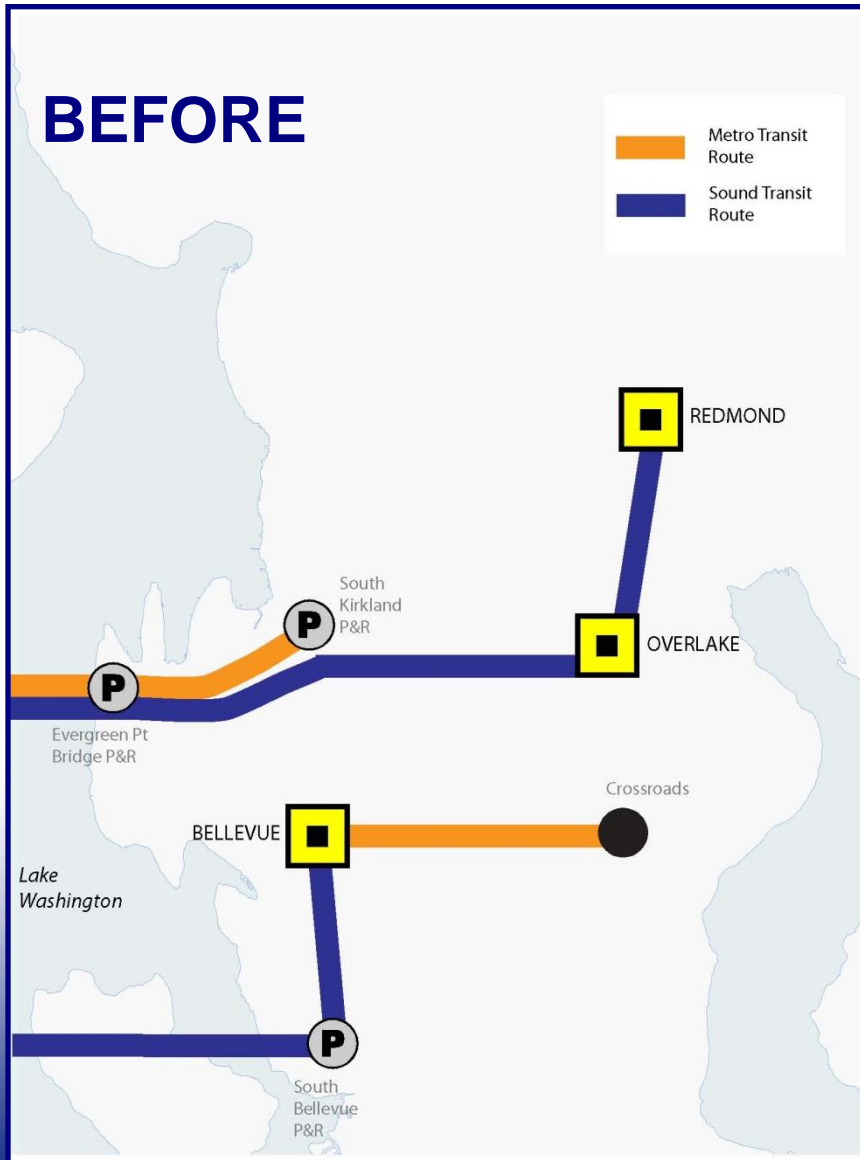 BEFORE
Metro Transit
Route
Sound Transit
Route
REDMOND
South
Kirkland
P&R
P
OVERLAKE
P
Evergreen Pt
Bridge P&R
Crossroads
BELLEVUE
Lake
Washington
P
South
Bellevue
P&R